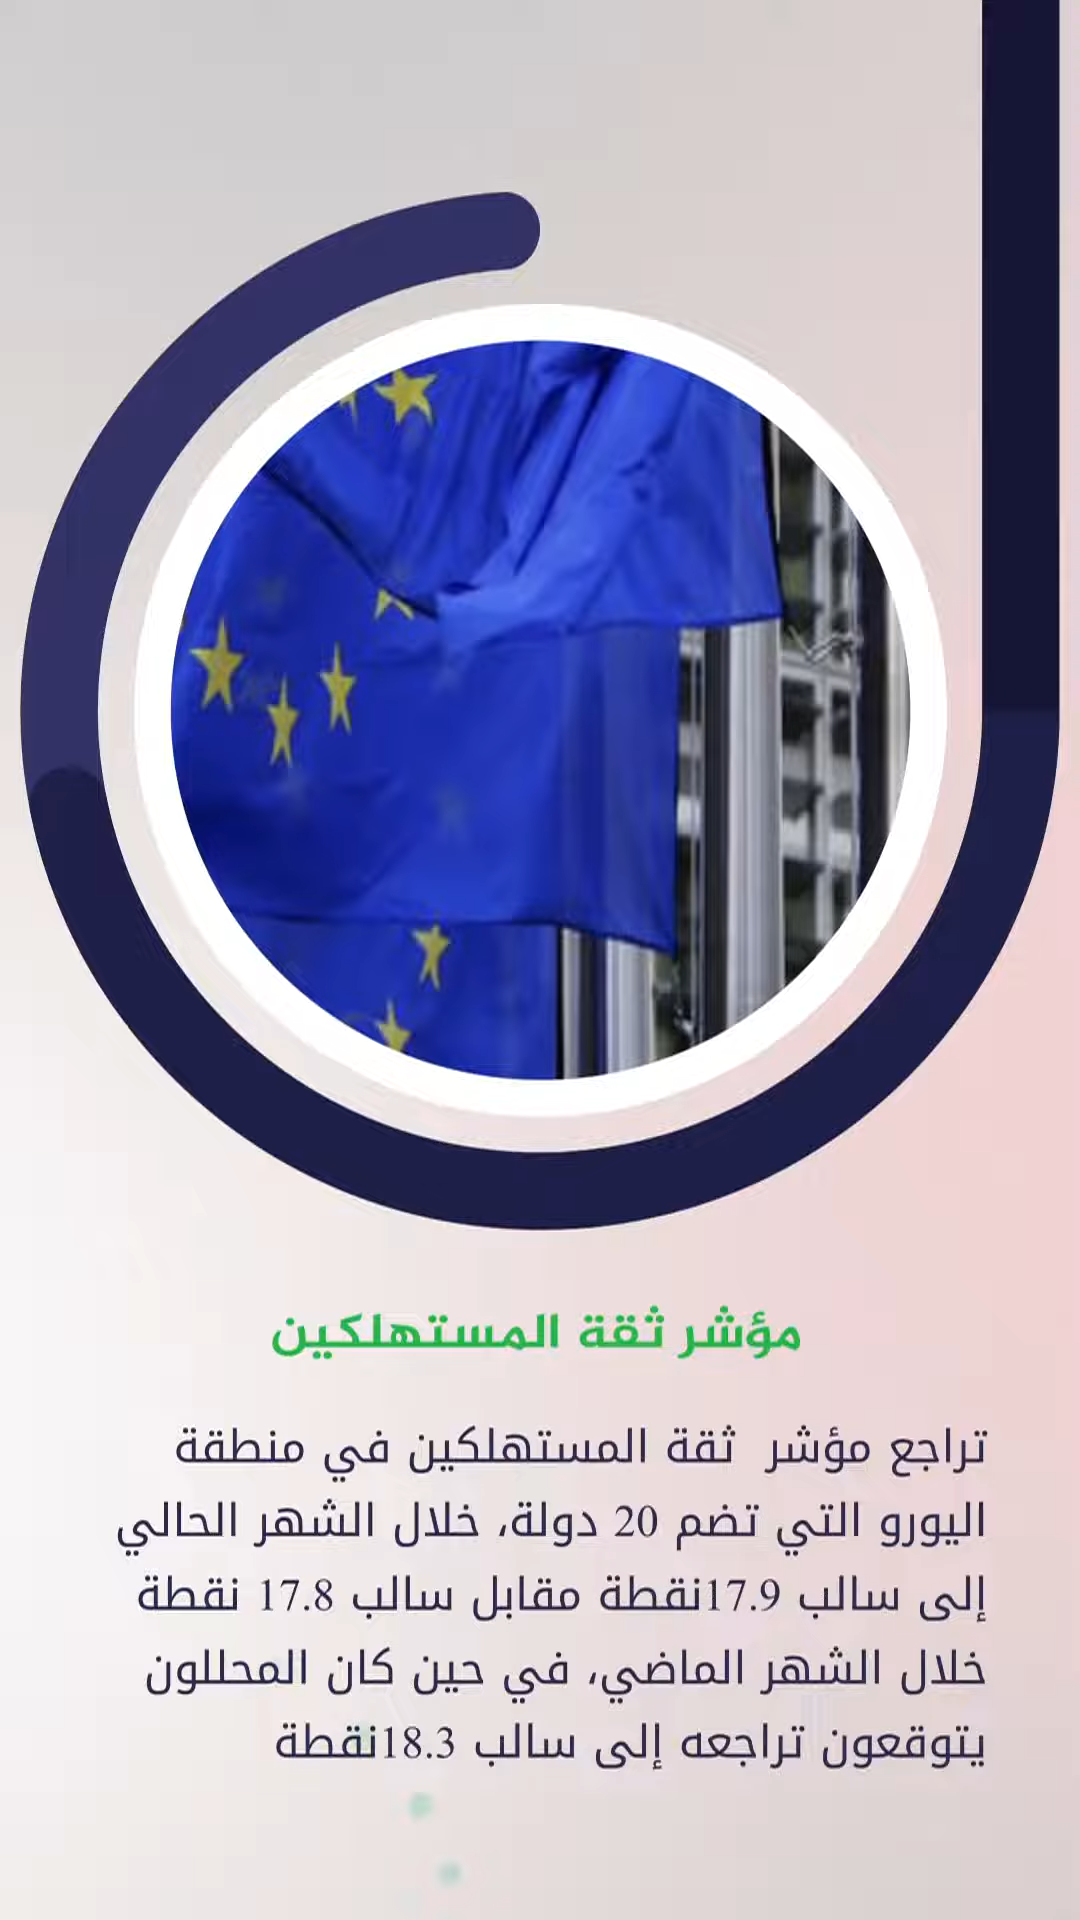 مؤشر ثقة المستهلكين
تراجع مؤشر ثقة المستهلكين في منطقة
اليورو التي تضم 20 دولة، خلال الشهر الحالي
إلى سالب 17.9نقطة مقابل سالب 17.8 نقطة
خلال الشهر الماضي، في حين كان المحللون
يتوقعون تراجعه إلى سالب 18.3نقطة